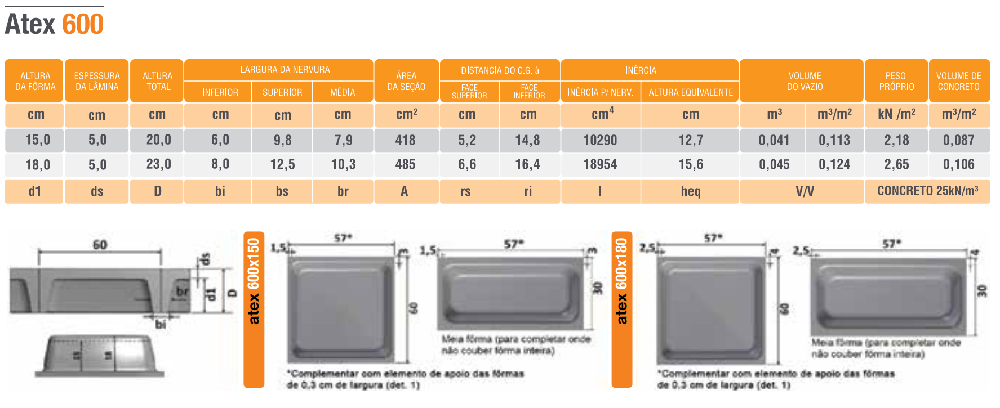 Atex 600
ALTURA DA FÔRMA
ESPESSURA DA LÂMINA
ALTURA TOTAL
LARGURA DA NERVURA
INFERIOR SUPERIOR MÉDIA
ÁREA DA SEÇÃO
DISTANCIA DO C.G. à
FACE SUPERIOR
FACE INFERIOR
INÉRCIA
INÉRCIA P/ NERV. ALTURA EQUIVALENTE
VOLUME DO VAZIO
PESO PRÓPRIO
VOLUME DE CONCRETO
cm cm cm cm cm cm cm² cm cm cm⁴ cm m³ m³/m² kN /m² m³/m²
15,0 5,0 20,0 6,0 9,8 7,9 418 5,2 14,8 10290 12,7 0,041 0,113 2,18 0,087
18,0 5,0 23,0 8,0 12,5 10,3 485 6,6 16,4 18954 15,6 0,045 0,124 2,65 0,106
d1 ds D bi bs br A rs ri I heq V/V CONCRETO 25kN/m³
60
ds
br
d1
D
bi
atex 600x150
1,5
57*
3
60
1,5
57*
3
30
Meia fôrma (para completar onde
não couber fôrma inteira)
*Complementar com elemento de apoio das fôrmas
de 0,3 cm de largura (det. 1)
atex 600x180
2,5
57*
4
60
2,5
57*
4
30
Meia fôrma (para completar onde
não couber fôrma inteira)
*Complementar com elemento de apoio das fôrmas
de 0,3 cm de largura (det. 1)